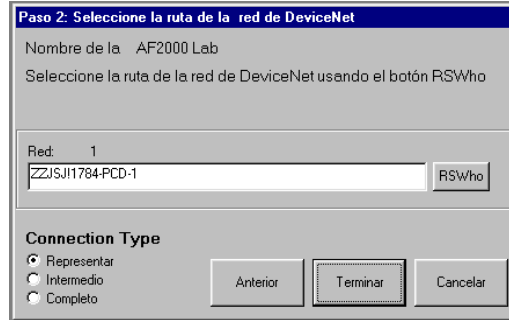 Paso 2: Seleccione la ruta de la red de DeviceNet
Nombre de la AF2000 Lab
Seleccione la ruta de la red de DeviceNet usando el botón RSWho
Red: 1
ZZJSJ!1784-PCD-1
RSWho
Connection Type
Representar
Intermedio
Completo
Anterior
Terminar
Cancelar